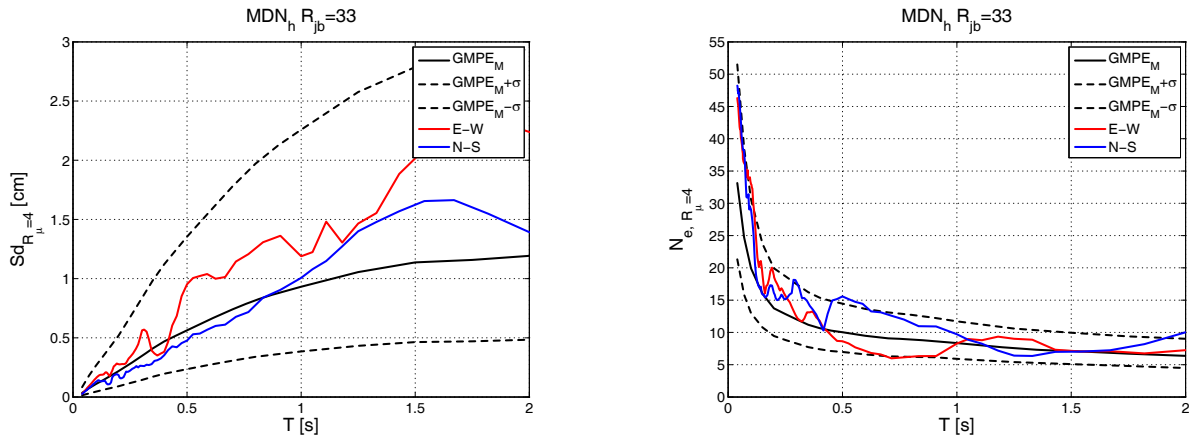 MDN_h R_jb=33
3
2.5
2
1.5
1
0.5
0
0
0.5
1
1.5
2
Sd_R_μ=4 [cm]
T [s]
GMPE_M
GMPE_M+σ
GMPE_M−σ
E−W
N−S
MDN_h R_jb=33
55
50
45
40
35
30
25
20
15
10
5
0
0
0.5
1
1.5
2
N_e, R_μ=4
T [s]
GMPE_M
GMPE_M+σ
GMPE_M−σ
E−W
N−S